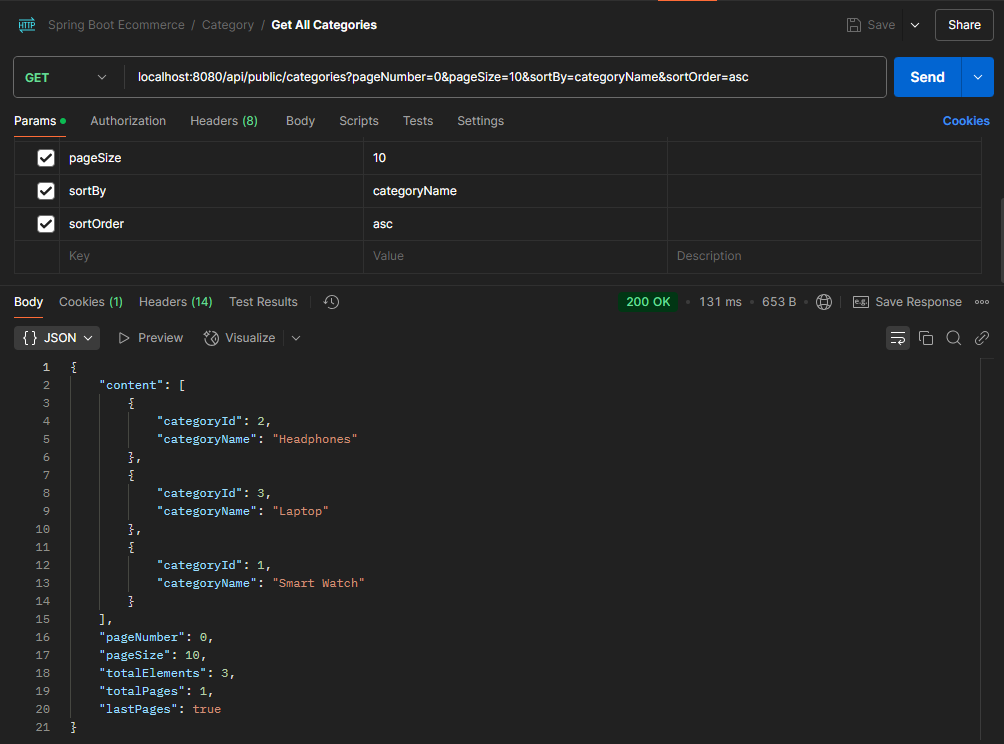 HTTP Spring Boot Ecommerce / Category / Get All Categories Save Share
GET localhost:8080/api/public/categories?pageNumber=0&pageSize=10&sortBy=categoryName&sortOrder=asc Send
Params Authorization Headers (8) Body Scripts Tests Settings Cookies
pageSize 10
sortBy categoryName
sortOrder asc
Key Value Description
Body Cookies (1) Headers (14) Test Results 200 OK 131 ms 653 B e.g. Save Response
{} JSON Preview Visualize
1 {
2 "content": [
3 {
4 "categoryId": 2,
5 "categoryName": "Headphones"
6 },
7 {
8 "categoryId": 3,
9 "categoryName": "Laptop"
10 },
11 {
12 "categoryId": 1,
13 "categoryName": "Smart Watch"
14 }
15 ],
16 "pageNumber": 0,
17 "pageSize": 10,
18 "totalElements": 3,
19 "totalPages": 1,
20 "lastPages": true
21 }